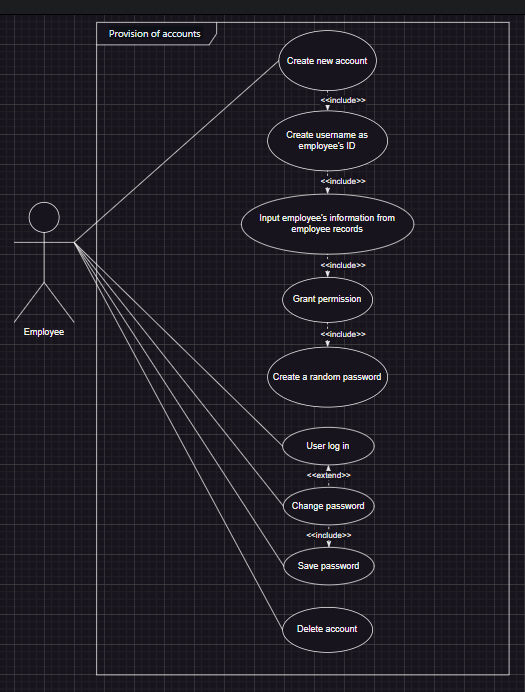 Provision of accounts
Create new account
<<include>>
Create username as
employee's ID
<<include>>
Input employee's information from
employee records
<<include>>
Grant permission
<<include>>
Create a random password
Employee
User log in
<<extend>>
Change password
<<include>>
Save password
Delete account